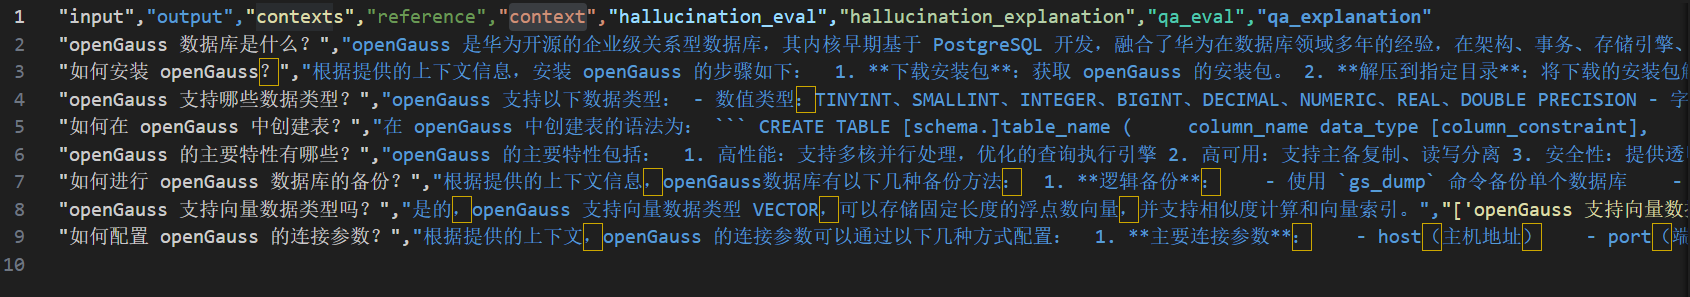 1 "input","output","contexts","reference","context","hallucination_eval","hallucination_explanation","qa_eval","qa_explanation"
2 "openGauss 数据库是什么？","openGauss 是华为开源的企业级关系型数据库，其内核早期基于 PostgreSQL 开发，融合了华为在数据库领域多年的经验，在架构、事务、存储引擎、
3 "如何安装 openGauss？","根据提供的上下文信息，安装 openGauss 的步骤如下：  1. **下载安装包**：获取 openGauss 的安装包。 2. **解压到指定目录**：将下载的安装包
4 "openGauss 支持哪些数据类型？","openGauss 支持以下数据类型： - 数值类型：TINYINT、SMALLINT、INTEGER、BIGINT、DECIMAL、NUMERIC、REAL、DOUBLE PRECISION - 字
5 "如何在 openGauss 中创建表？","在 openGauss 中创建表的语法为： ``` CREATE TABLE [schema.]table_name (     column_name data_type [column_constraint],
6 "openGauss 的主要特性有哪些？","openGauss 的主要特性包括：  1. 高性能：支持多核并行处理，优化的查询执行引擎 2. 高可用：支持主备复制、读写分离 3. 安全性：提供透
7 "如何进行 openGauss 数据库的备份？","根据提供的上下文信息，openGauss数据库有以下几种备份方法：  1. **逻辑备份**：    - 使用 `gs_dump` 命令备份单个数据库    -
8 "openGauss 支持向量数据类型吗？","是的，openGauss 支持向量数据类型 VECTOR，可以存储固定长度的浮点数向量，并支持相似度计算和向量索引。","['openGauss 支持向量数
9 "如何配置 openGauss 的连接参数？","根据提供的上下文，openGauss 的连接参数可以通过以下几种方式配置：  1. **主要连接参数**：    - host（主机地址）    - port（端
10